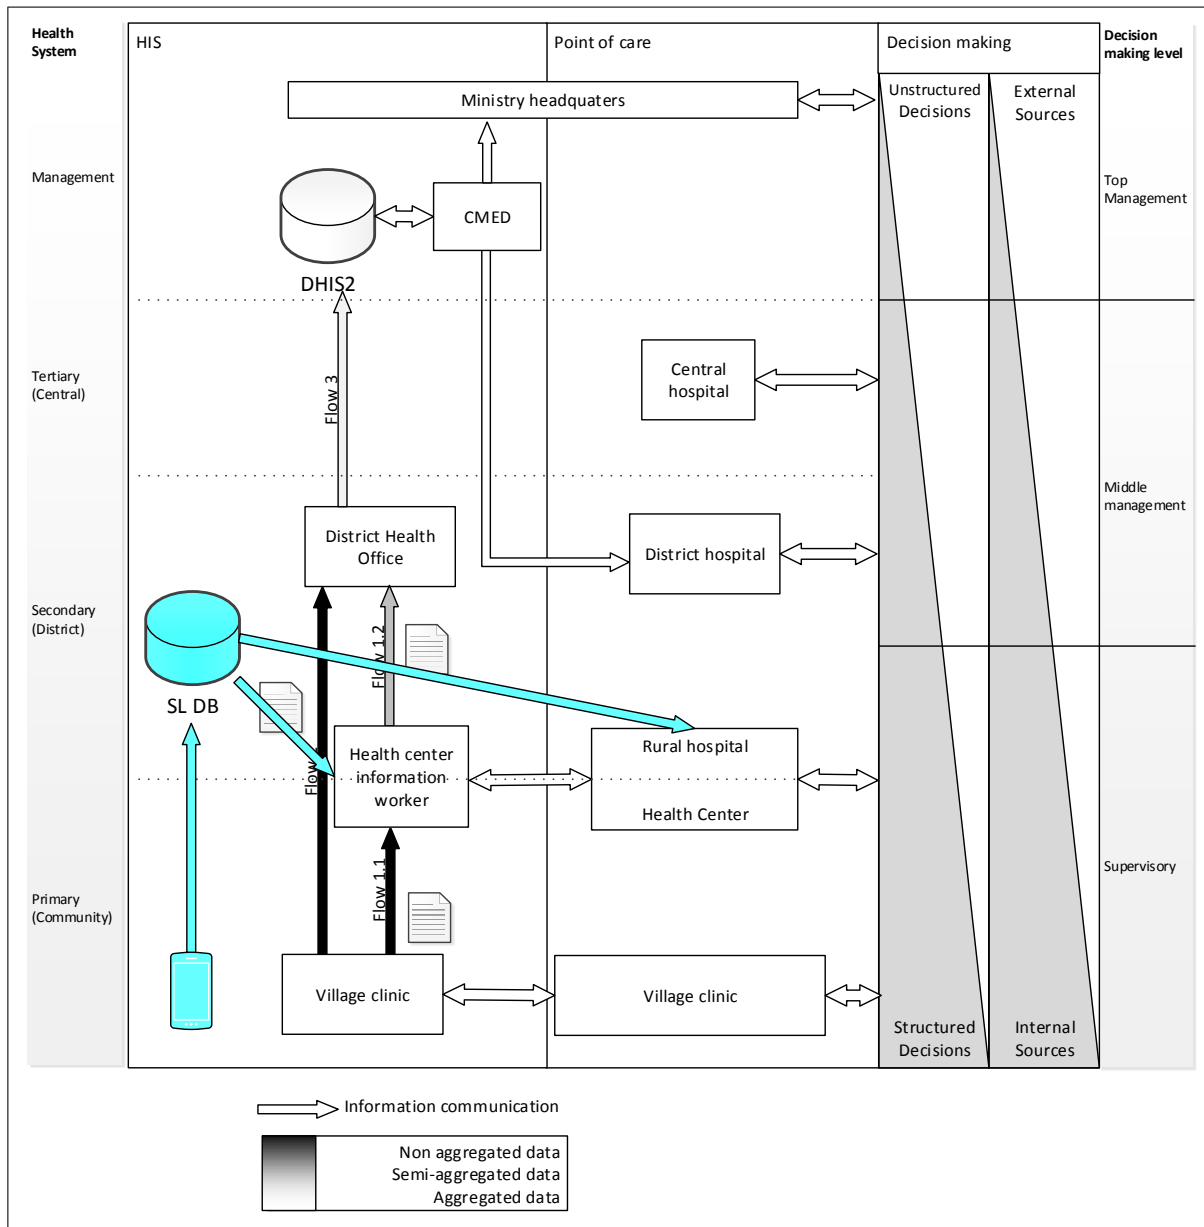 Health
System
HIS
Point of care
Decision making
Decision
making level
Ministry headquaters
Unstructured
Decisions
External
Sources
Management
CMED
Top
Management
DHIS2
Tertiary
(Central)
Flow 3
Central
hospital
Middle
management
District Health
Office
District hospital
Secondary
(District)
Flow 1.2
SL DB
Flow
Health center
information
worker
Rural hospital
Health Center
Flow 1.1
Supervisory
Primary
(Community)
Village clinic
Village clinic
Structured
Decisions
Internal
Sources
Information communication
Non aggregated data
Semi-aggregated data
Aggregated data